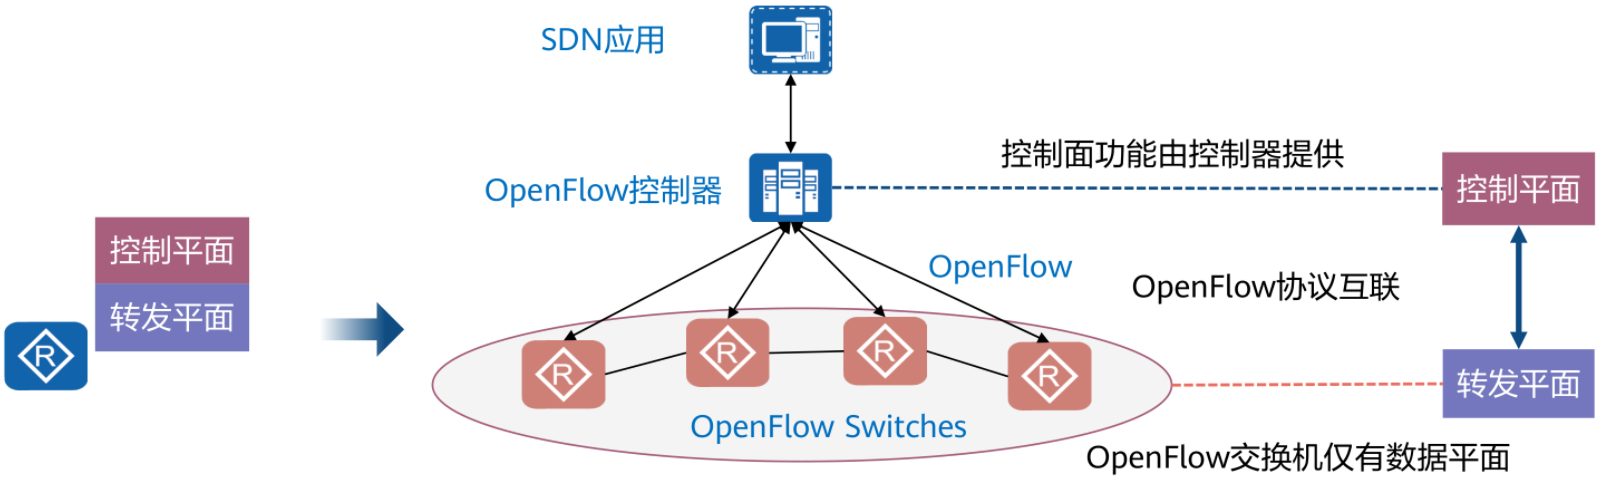 SDN应用
控制面功能由控制器提供
OpenFlow控制器
控制平面
控制平面
转发平面
R
OpenFlow
OpenFlow协议互联
R
R
R
R
转发平面
OpenFlow Switches
OpenFlow交换机仅有数据平面